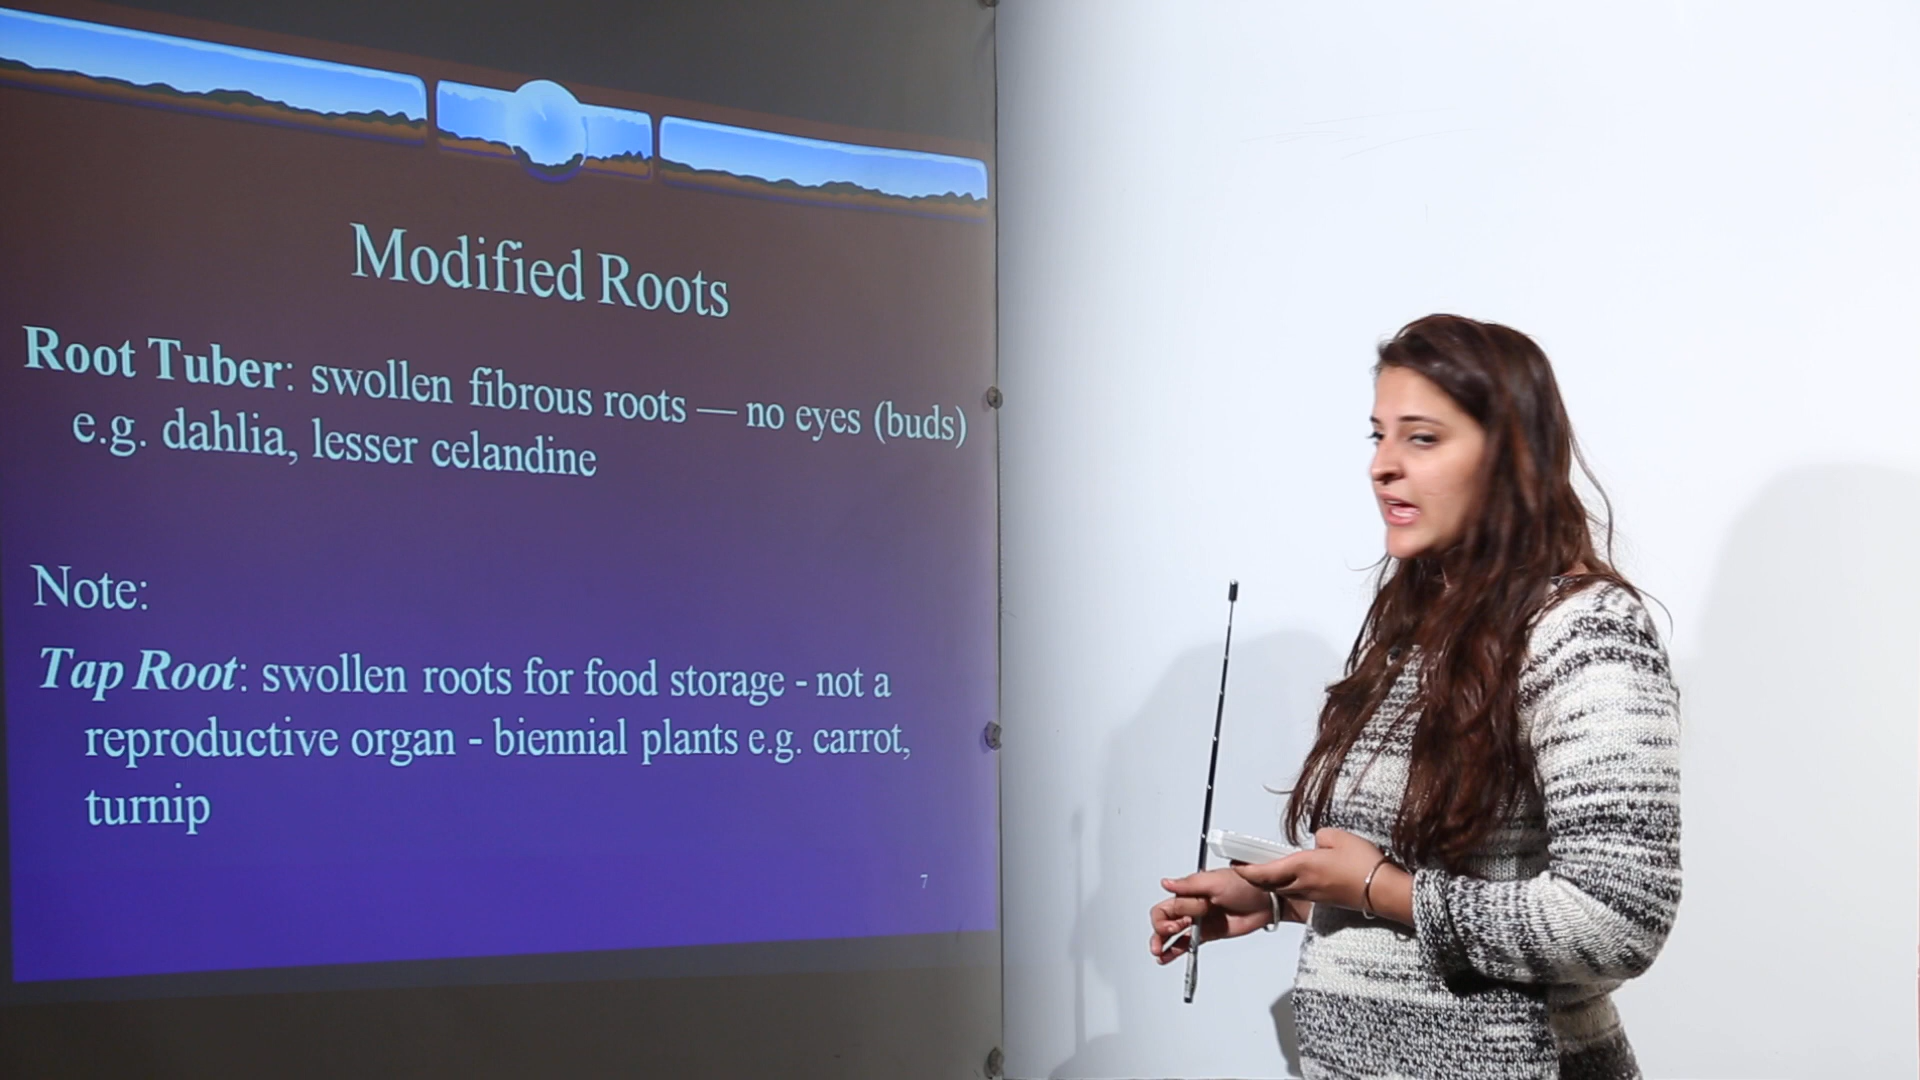 Modified Roots
Root Tuber: swollen fibrous roots — no eyes (buds)
e.g. dahlia, lesser celandine
Note:
Tap Root: swollen roots for food storage - not a
reproductive organ - biennial plants e.g. carrot,
turnip
7